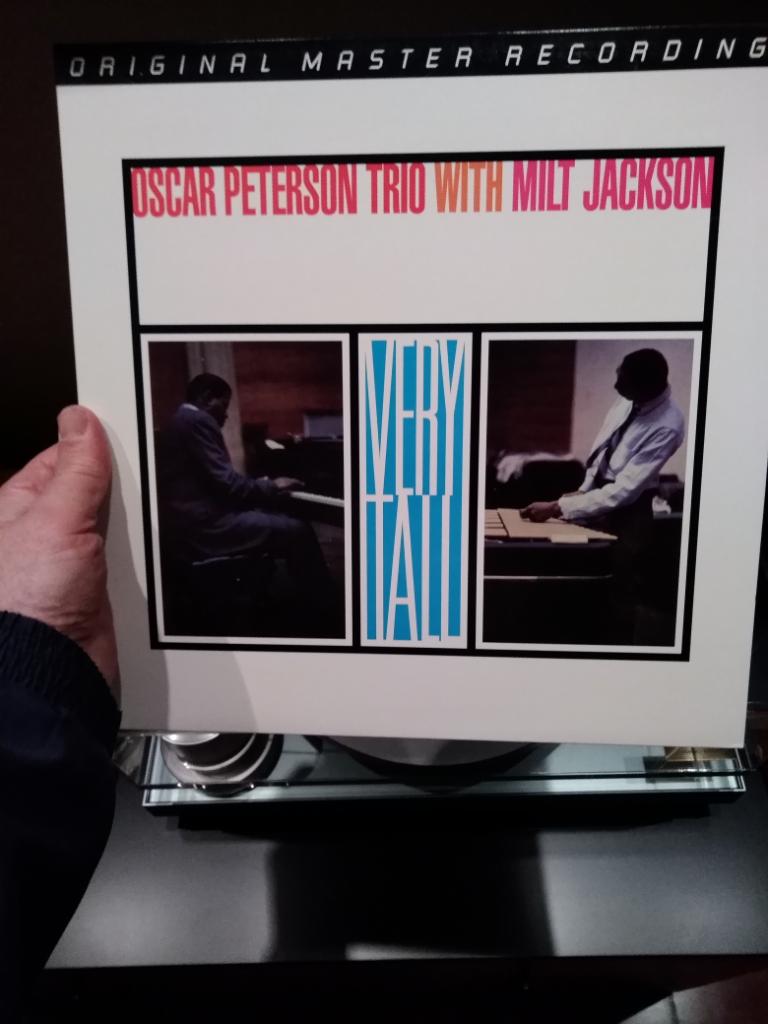 ORIGINAL MASTER RECORDING
OSCAR PETERSON TRIO WITH MILT JACKSON
VERY
TALL